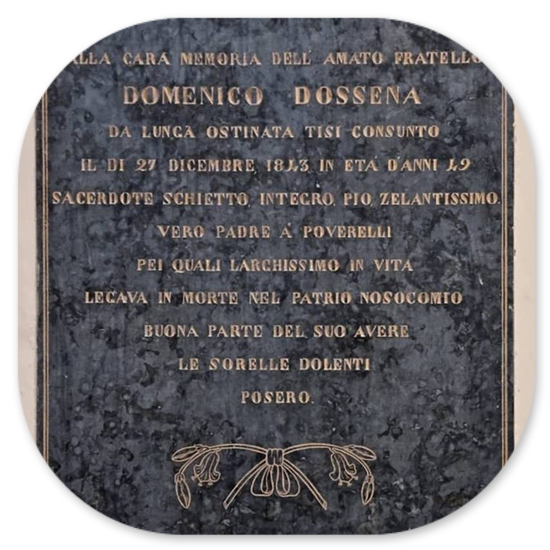 ALLA CARA MEMORIA DELL' AMATO FRATELLO
DOMENICO DOSSENA
DA LUNGA OSTINATA TISI CONSUNTO
IL DI 27 DICEMBRE 1843 IN ETA D'ANNI 49
SACERDOTE SCHIETTO, INTEGRO, PIO, ZELANTISSIMO,
VERO PADRE A' POVERELLI
PEI QUALI LARGHISSIMO IN VITA
LEGAVA IN MORTE NEL PATRIO NOSOCOMIO
BUONA PARTE DEL SUO AVERE
LE SORELLE DOLENTI
POSERO.